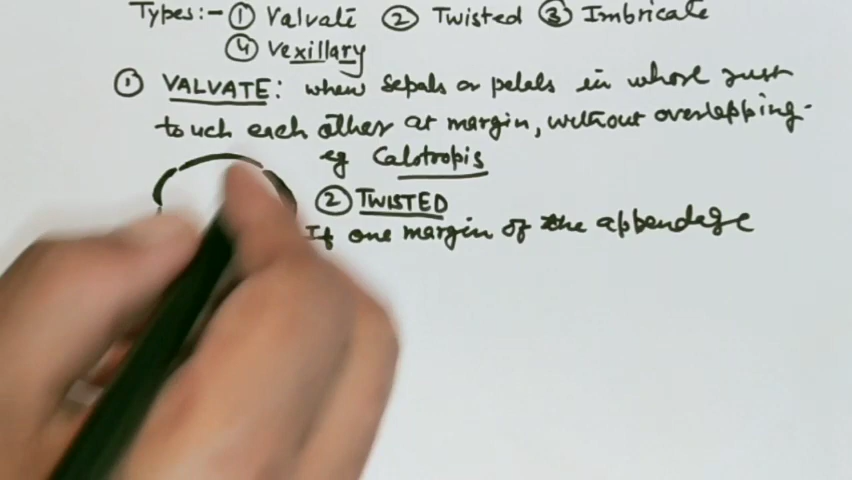 Types:- ① Valvate ② Twisted ③ Imbricate
④ Vexillary
① VALVATE: when sepals or petals in whorl just
touch each other at margin, without overlapping.
eg Calotropis
② TWISTED
If one margin of the appendage